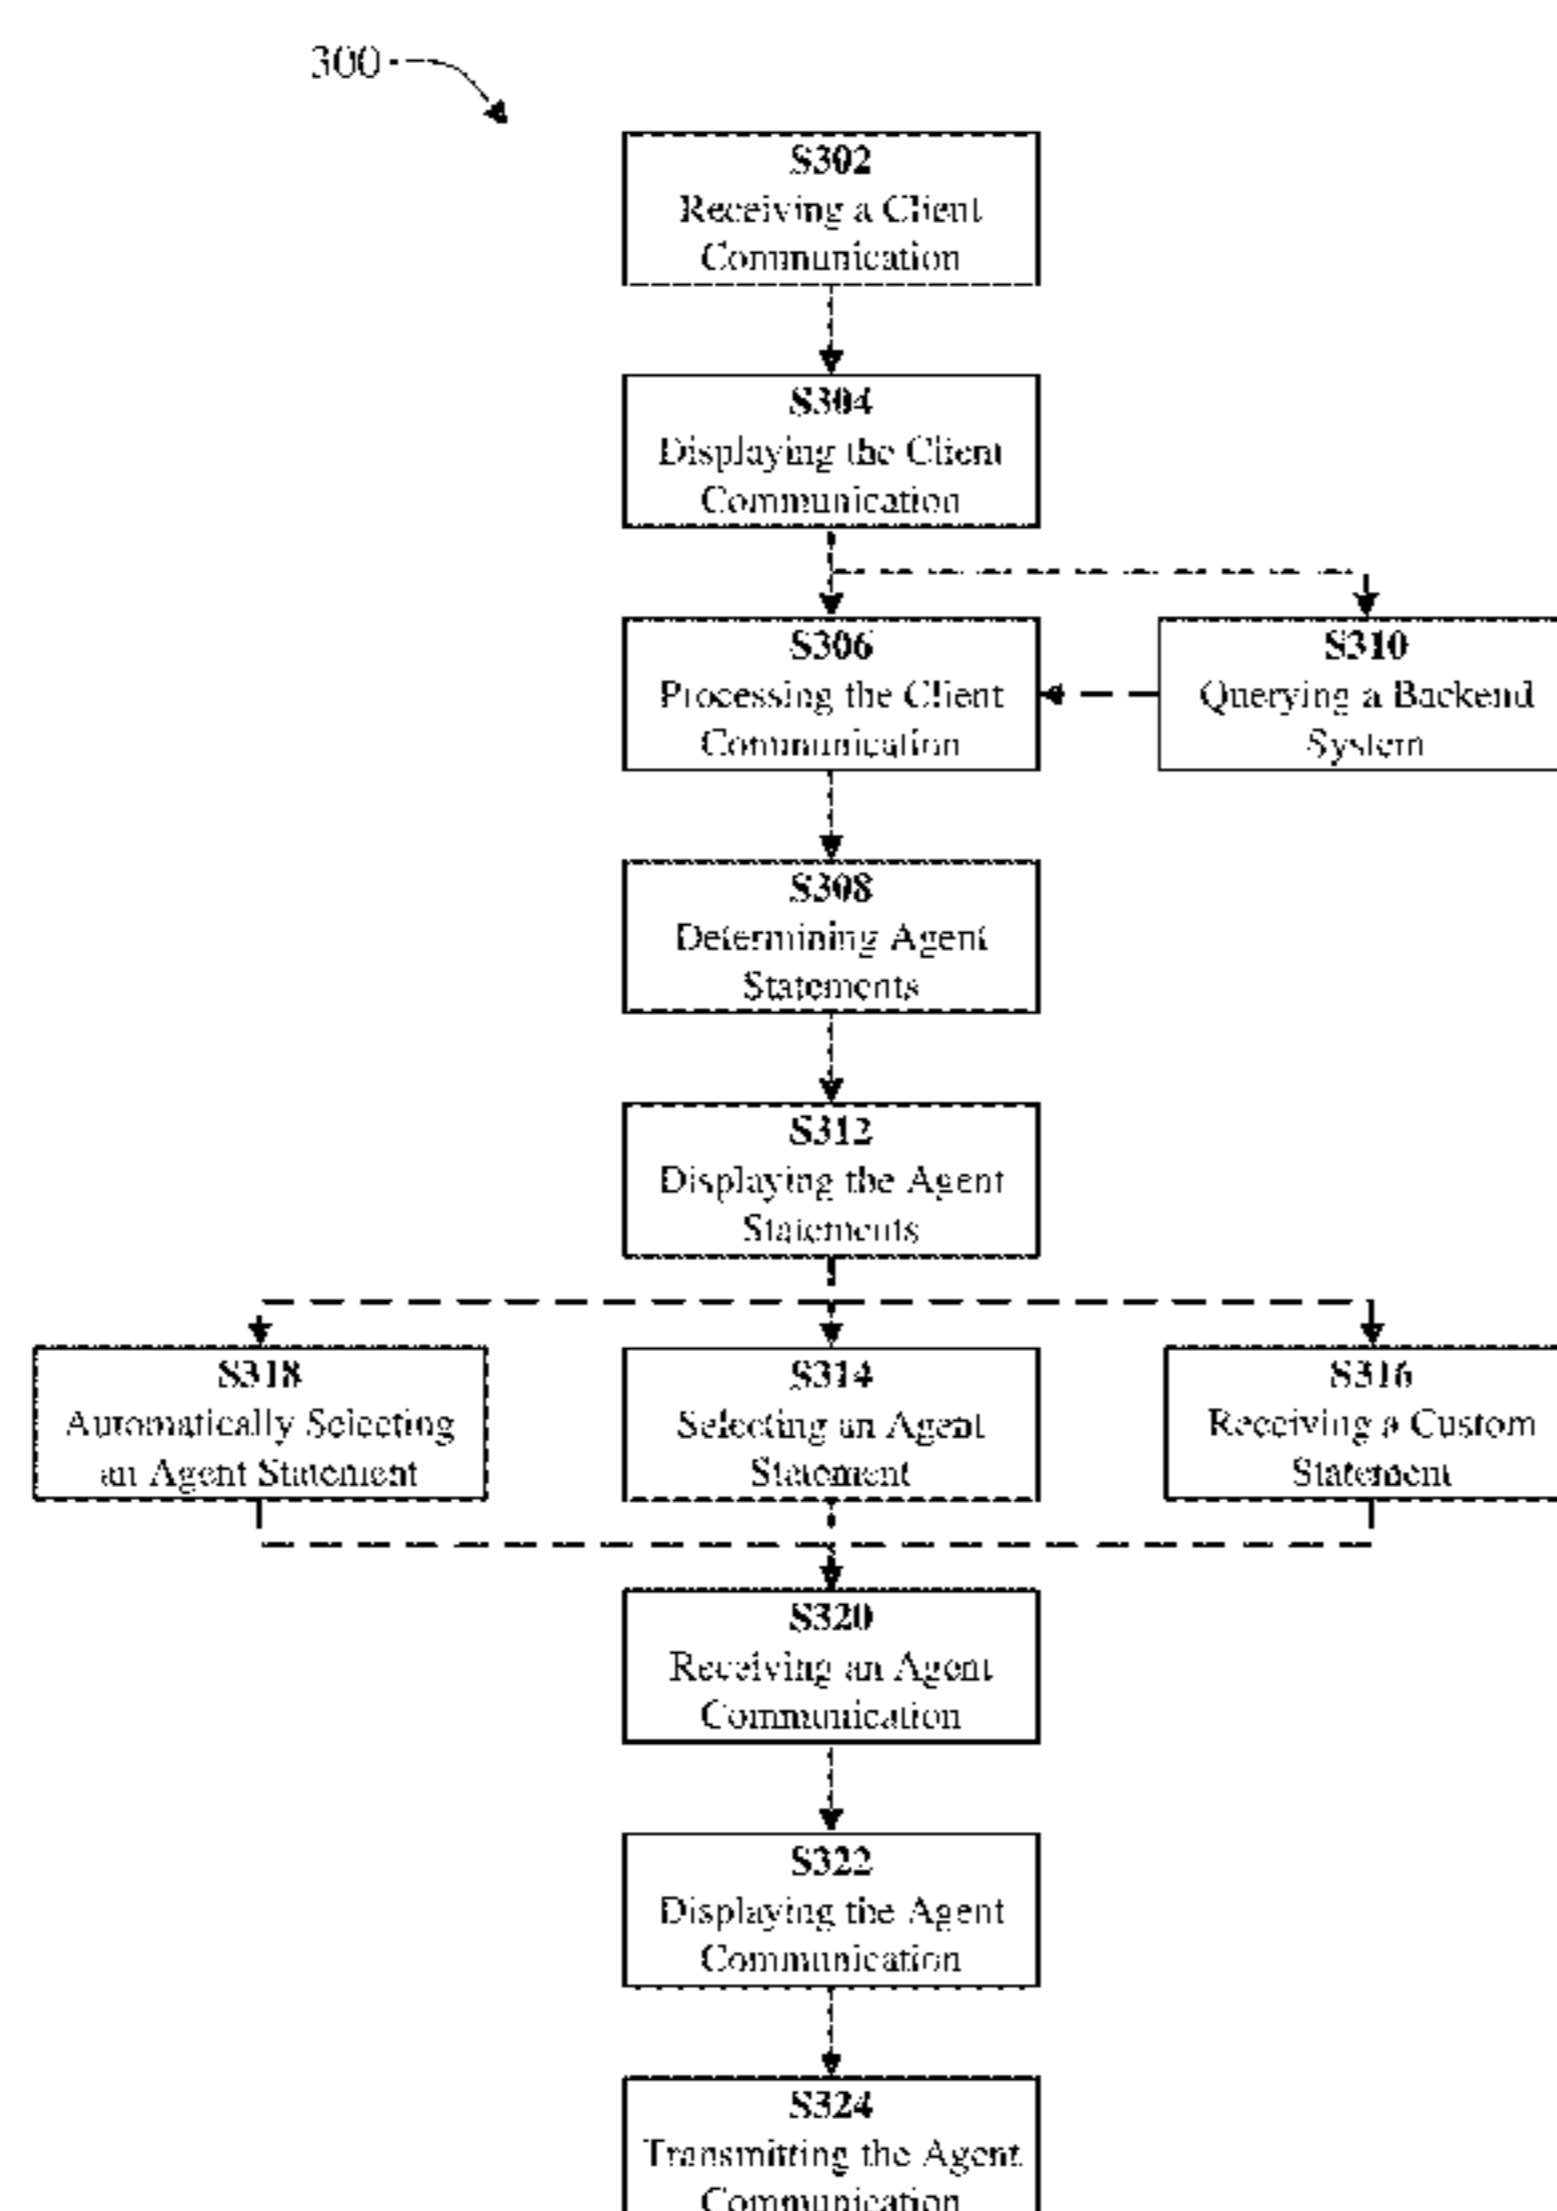 300
S302
Receiving a Client
Communication
S304
Displaying the Client
Communication
S306
Processing the Client
Communication
S310
Querying a Backend
System
S308
Determining Agent
Statements
S312
Displaying the Agent
Statements
S318
Automatically Selecting
an Agent Statement
S314
Selecting an Agent
Statement
S316
Receiving a Custom
Statement
S320
Receiving an Agent
Communication
S322
Displaying the Agent
Communication
S324
Transmitting the Agent
Communication